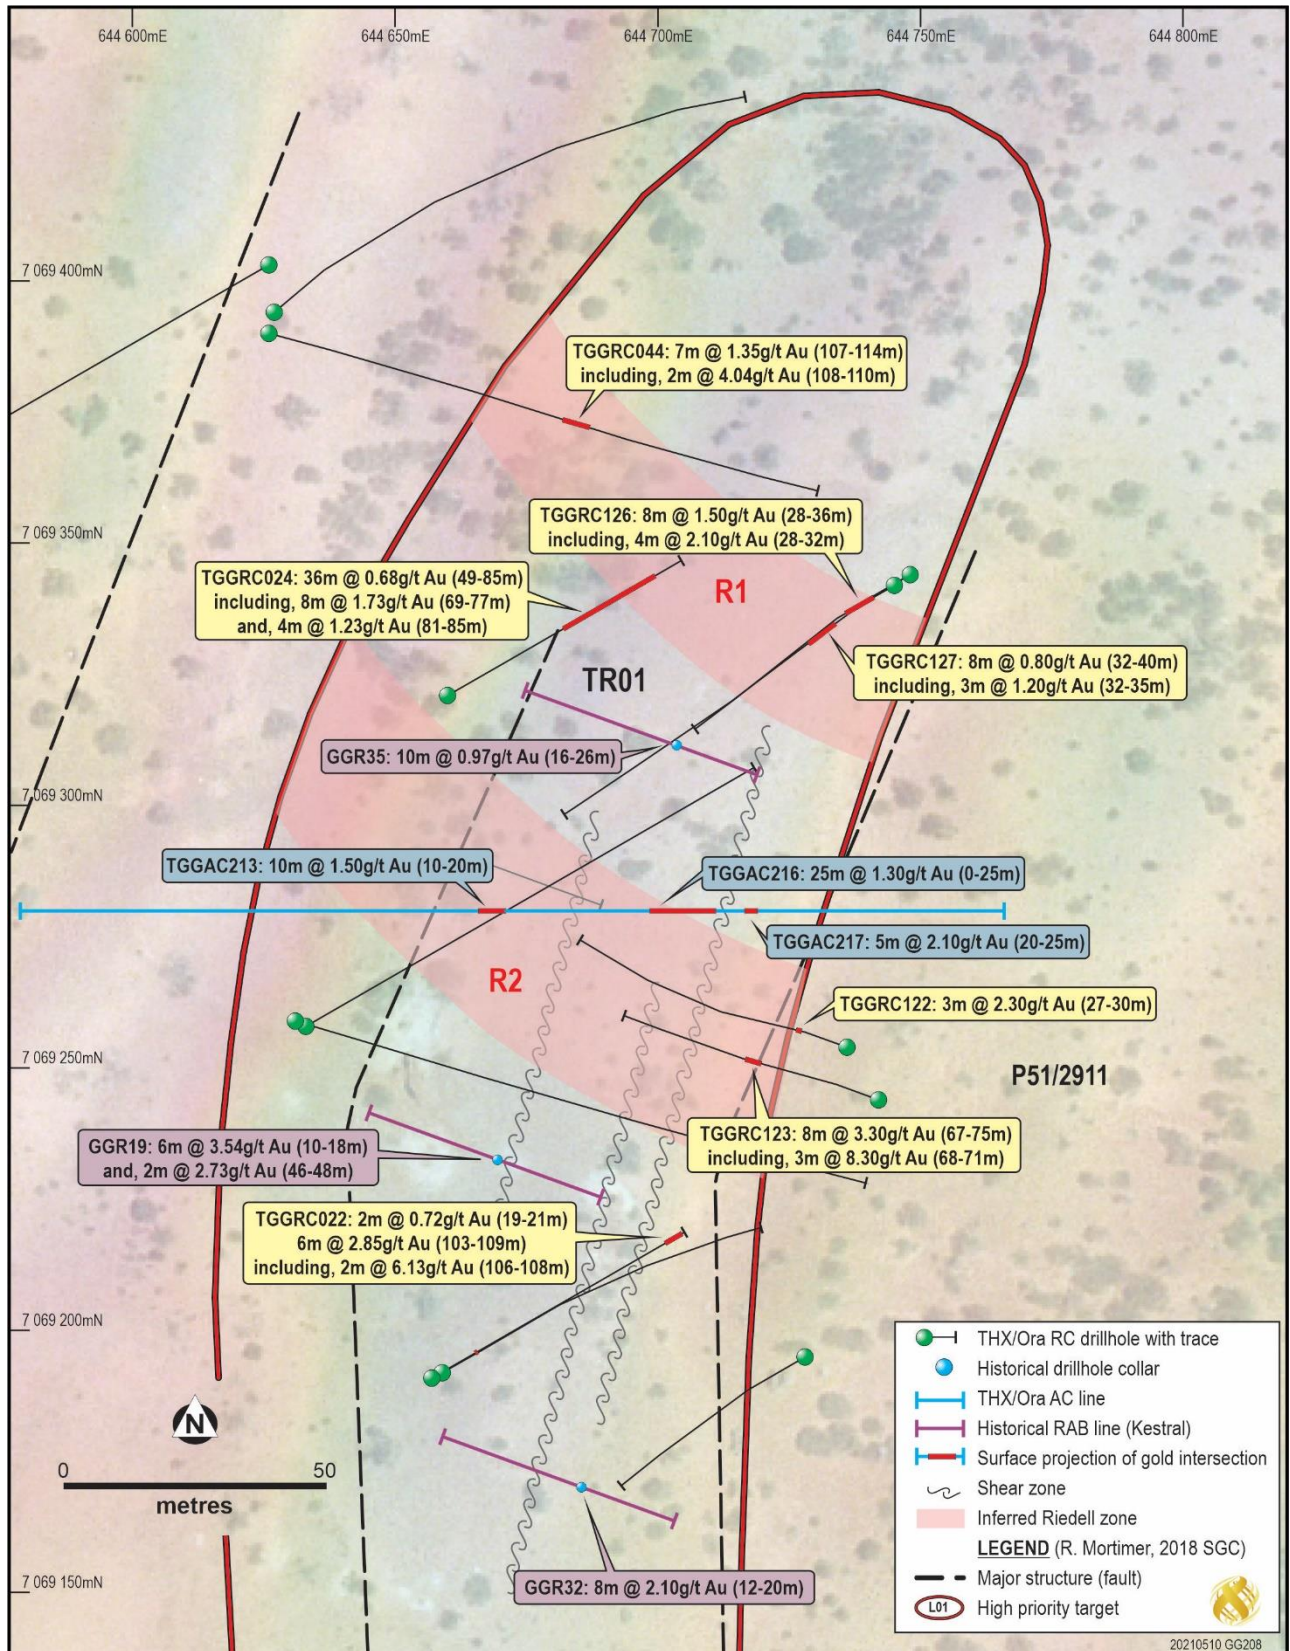 644 600mE
644 650mE
644 700mE
644 750mE
644 800mE
7 069 400mN
TGGRC044: 7m @ 1.35g/t Au (107-114m)
including, 2m @ 4.04g/t Au (108-110m)
7 069 350mN
TGGRC126: 8m @ 1.50g/t Au (28-36m)
including, 4m @ 2.10g/t Au (28-32m)
TGGRC024: 36m @ 0.68g/t Au (49-85m)
including, 8m @ 1.73g/t Au (69-77m)
and, 4m @ 1.23g/t Au (81-85m)
R1
TR01
TGGRC127: 8m @ 0.80g/t Au (32-40m)
including, 3m @ 1.20g/t Au (32-35m)
GGR35: 10m @ 0.97g/t Au (16-26m)
7 069 300mN
TGGAC213: 10m @ 1.50g/t Au (10-20m)
TGGAC216: 25m @ 1.30g/t Au (0-25m)
TGGAC217: 5m @ 2.10g/t Au (20-25m)
R2
TGGRC122: 3m @ 2.30g/t Au (27-30m)
7 069 250mN
P51/2911
TGGRC123: 8m @ 3.30g/t Au (67-75m)
including, 3m @ 8.30g/t Au (68-71m)
GGR19: 6m @ 3.54g/t Au (10-18m)
and, 2m @ 2.73g/t Au (46-48m)
TGGRC022: 2m @ 0.72g/t Au (19-21m)
6m @ 2.85g/t Au (103-109m)
including, 2m @ 6.13g/t Au (106-108m)
7 069 200mN
N
0
50
metres
7 069 150mN
GGR32: 8m @ 2.10g/t Au (12-20m)
THX/Ora RC drillhole with trace
Historical drillhole collar
THX/Ora AC line
Historical RAB line (Kestral)
Surface projection of gold intersection
Shear zone
Inferred Riedell zone
LEGEND (R. Mortimer, 2018 SGC)
Major structure (fault)
L01 High priority target
20210510 GG208